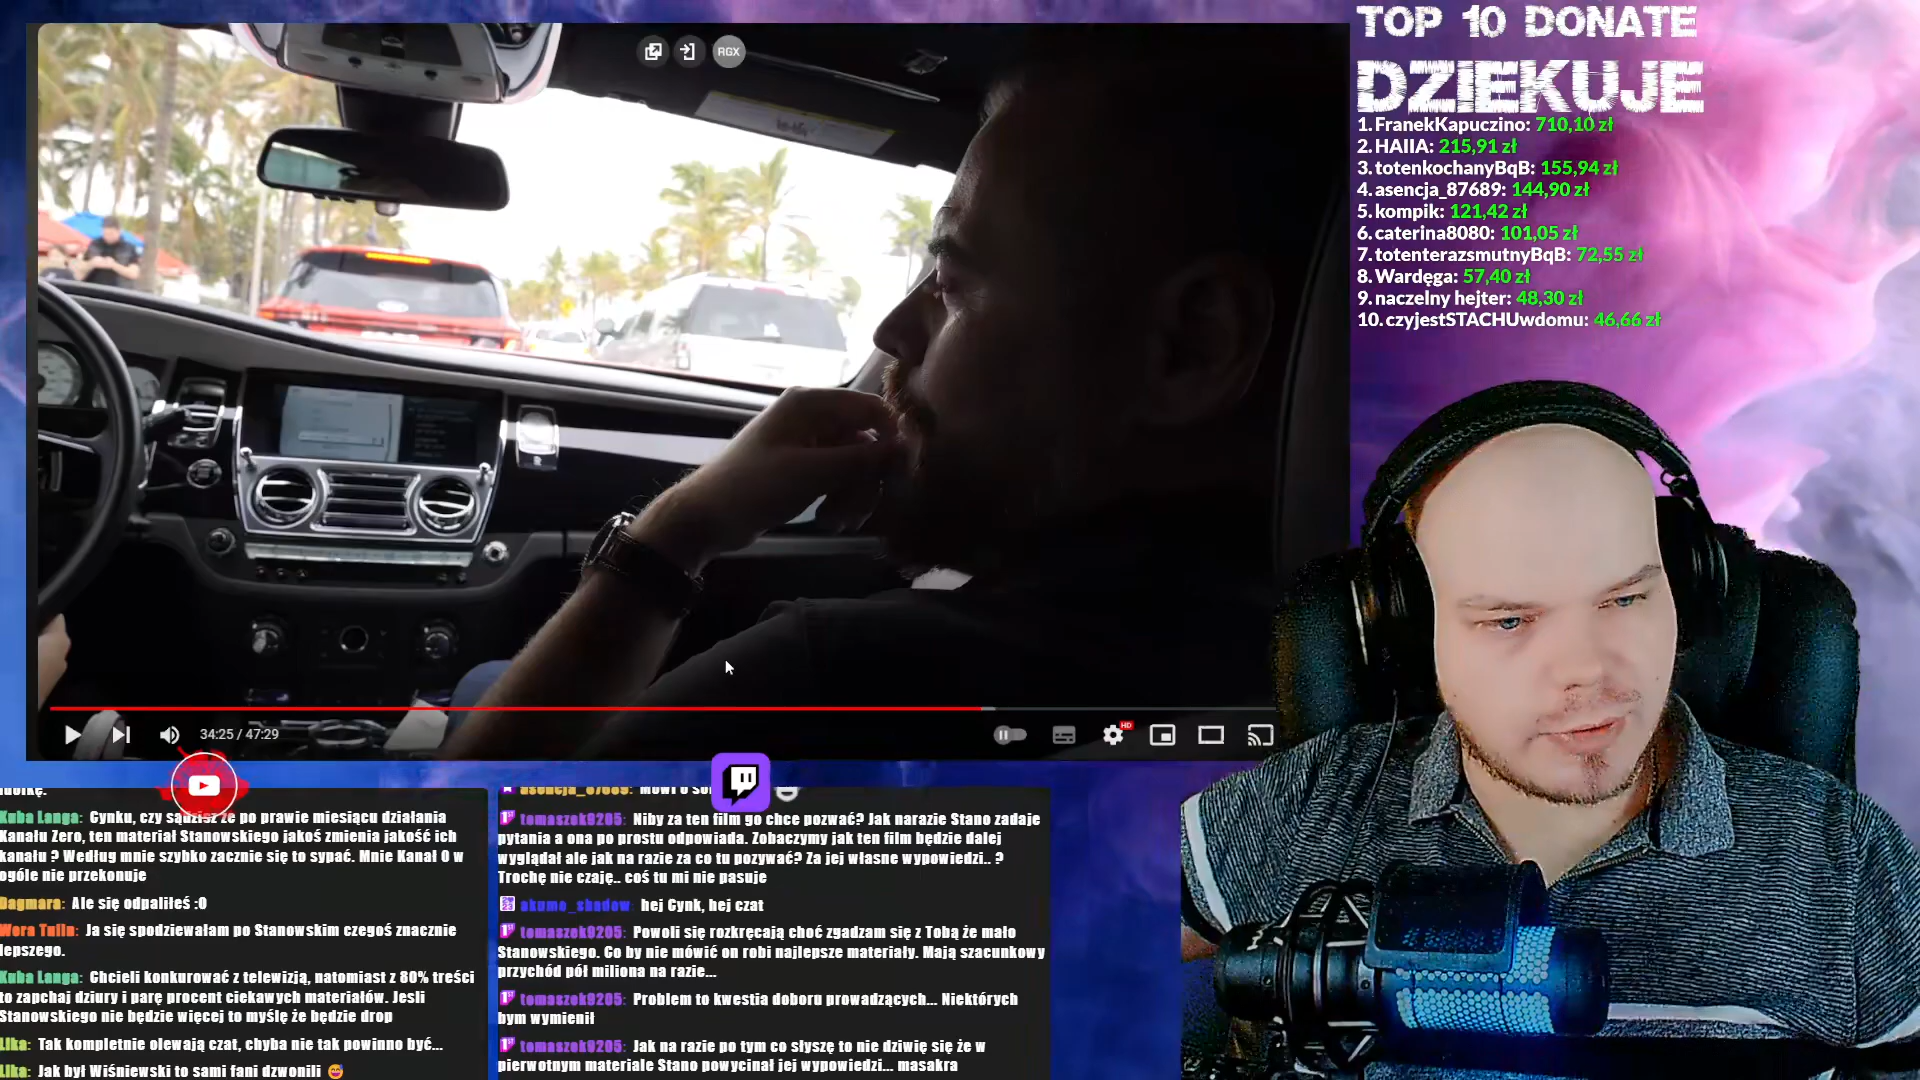 RGX
34:25 / 47:29
HD
TOP 10 DONATE
DZIEKUJE
1. FranekKapuczino: 710,10 zł
2. HAIIA: 215,91 zł
3. totenkochanyBqB: 155,94 zł
4. asencja_87689: 144,90 zł
5. kompik: 121,42 zł
6. caterina8080: 101,05 zł
7. totenterazsmutnyBqB: 72,55 zł
8. Wardęga: 57,40 zł
9. naczelny hejter: 48,30 zł
10. czyjestSTACHUwdomu: 46,66 zł
Kuba Langa: Cynku, czy sądzisz że po prawie miesiącu działania
Kanału Zero, ten materiał Stanowskiego jakoś zmienia jakość ich
kanału ? Według mnie szybko zacznie się to sypać. Mnie Kanal 0 w
ogóle nie przekonuje
Dagmara: Ale się odpaliłeś :O
Wera Tulin: Ja się spodziewałam po Stanowskim czegoś znacznie
lepszego.
Kuba Langa: Chcieli konkurować z telewizją, natomiast z 80% treści
to zapchaj dziury i parę procent ciekawych materiałów. Jesli
Stanowskiego nie będzie więcej to myślę że będzie drop
Lika: Tak kompletnie olewają czat, chyba nie tak powinno być...
Lika: Jak był Wiśniewski to sami fani dzwonili 😅
asencja_87689: Mówi o
tomaszek9205: Niby za ten film go chce pozwać? Jak narazie Stano zadaje
pytania a ona po prostu odpowiada. Zobaczymy jak ten film będzie dalej
wyglądał ale jak na razie za co tu pozywać? Za jej własne wypowiedzi.. ?
Trochę nie czaję.. coś tu mi nie pasuje
akume_shadow: hej Cynk, hej czat
tomaszek9205: Powoli się rozkręcają choć zgadzam się z Tobą że mało
Stanowskiego. Co by nie mówić on robi najlepsze materiały. Mają szacunkowy
przychód pół miliona na razie...
tomaszek9205: Problem to kwestia doboru prowadzących... Niektórych
bym wymienił
tomaszek9205: Jak na razie po tym co słyszę to nie dziwię się że w
pierwotnym materiale Stano powycinał jej wypowiedzi... masakra